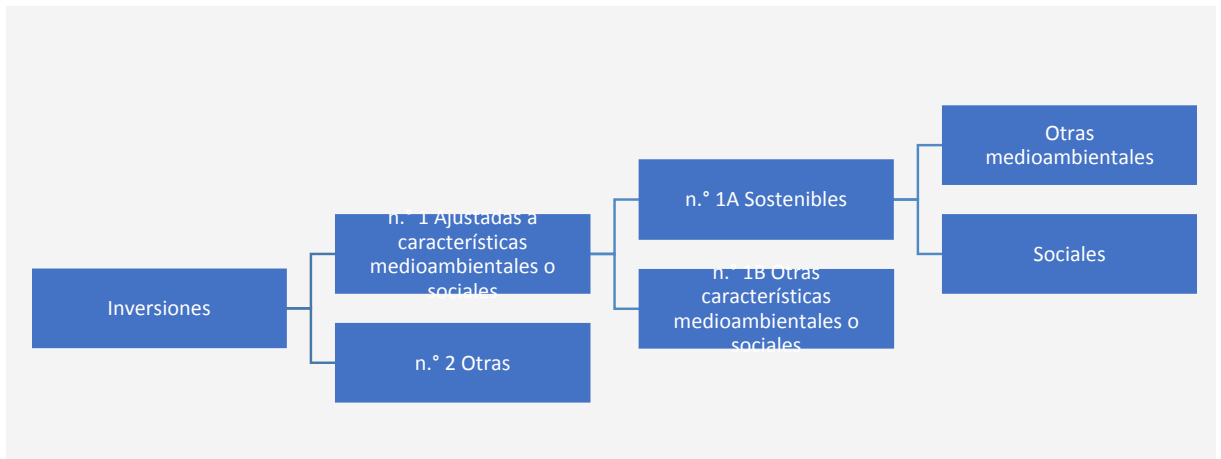 Inversiones
n.° 1 Ajustadas a
características
medioambientales o
sociales
n.° 2 Otras
n.° 1A Sostenibles
n.° 1B Otras
características
medioambientales o
sociales
Otras
medioambientales
Sociales